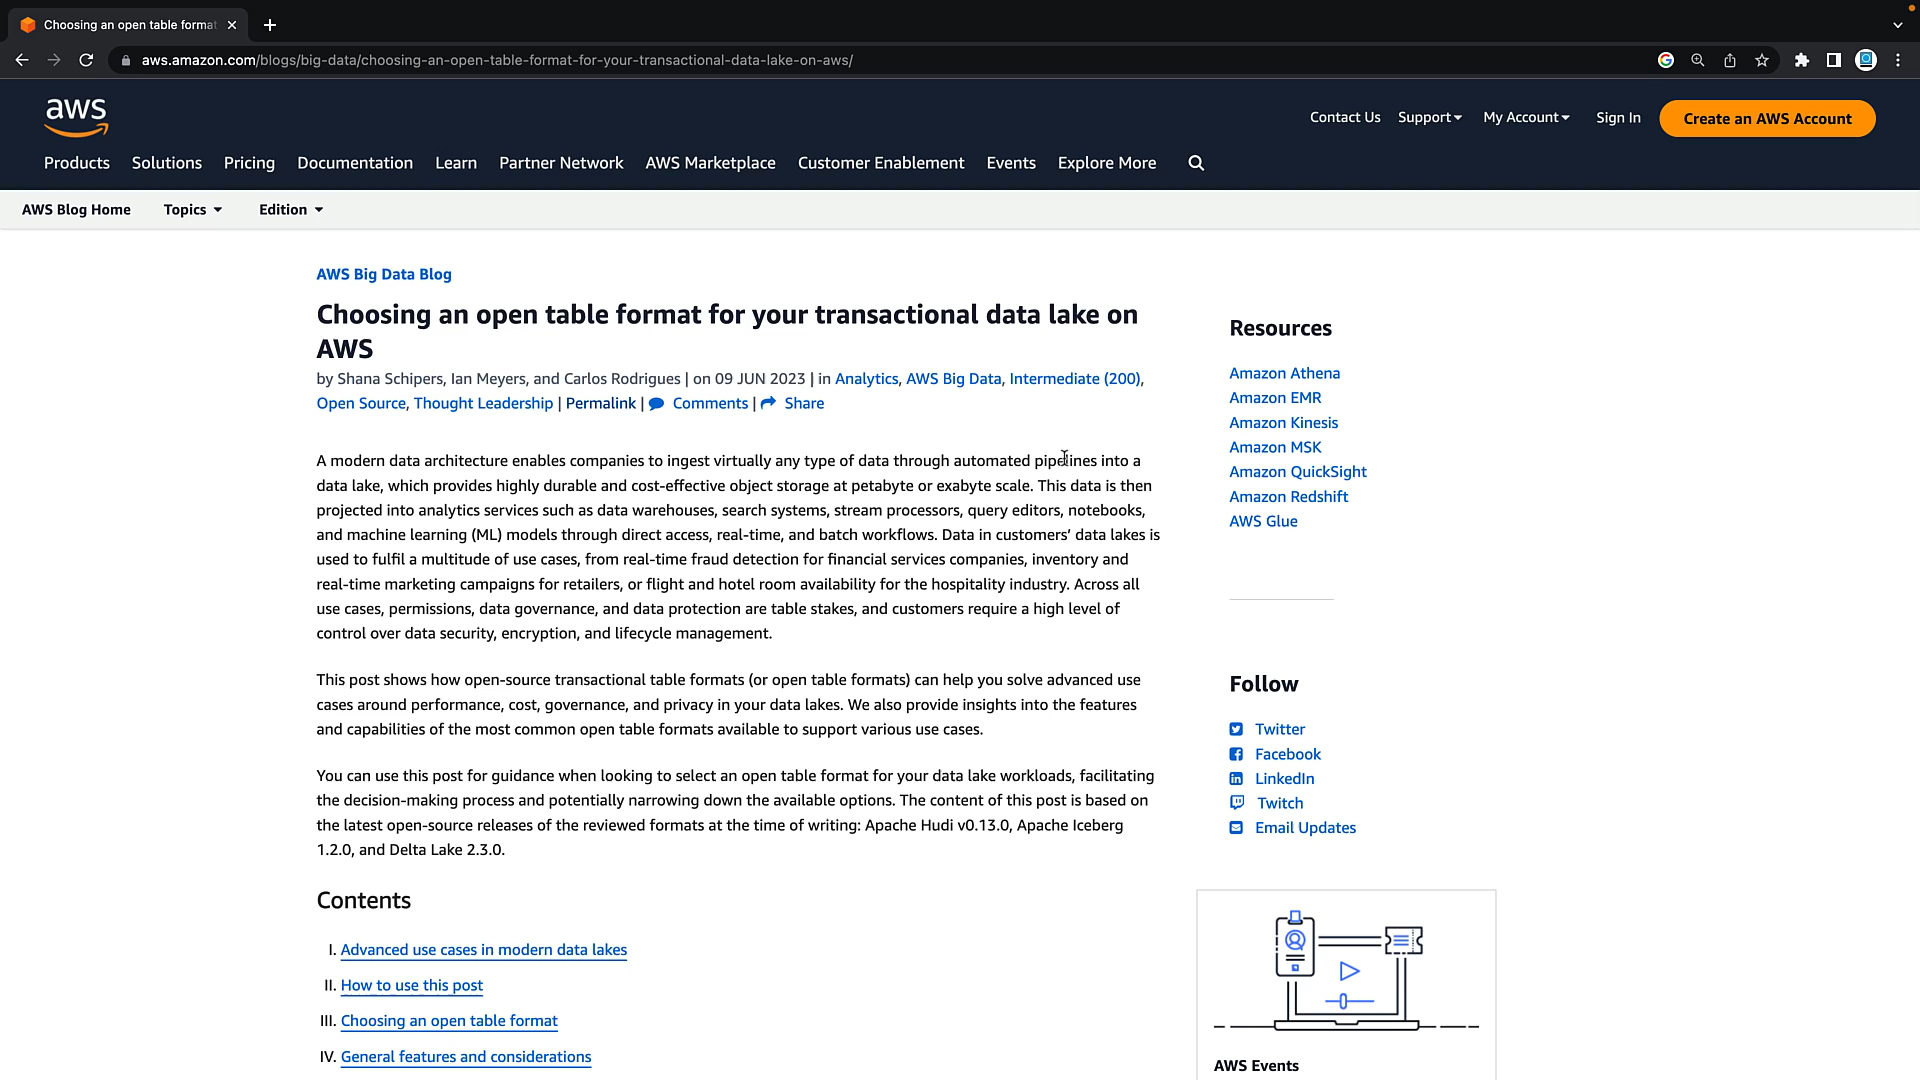 Choosing an open table format
aws.amazon.com/blogs/big-data/choosing-an-open-table-format-for-your-transactional-data-lake-on-aws/
aws
Contact Us Support My Account Sign In Create an AWS Account
Products Solutions Pricing Documentation Learn Partner Network AWS Marketplace Customer Enablement Events Explore More
AWS Blog Home Topics Edition
AWS Big Data Blog
Choosing an open table format for your transactional data lake on
AWS
by Shana Schipers, Ian Meyers, and Carlos Rodrigues | on 09 JUN 2023 | in Analytics, AWS Big Data, Intermediate (200),
Open Source, Thought Leadership | Permalink | Comments | Share
A modern data architecture enables companies to ingest virtually any type of data through automated pipelines into a
data lake, which provides highly durable and cost-effective object storage at petabyte or exabyte scale. This data is then
projected into analytics services such as data warehouses, search systems, stream processors, query editors, notebooks,
and machine learning (ML) models through direct access, real-time, and batch workflows. Data in customers’ data lakes is
used to fulfil a multitude of use cases, from real-time fraud detection for financial services companies, inventory and
real-time marketing campaigns for retailers, or flight and hotel room availability for the hospitality industry. Across all
use cases, permissions, data governance, and data protection are table stakes, and customers require a high level of
control over data security, encryption, and lifecycle management.
This post shows how open-source transactional table formats (or open table formats) can help you solve advanced use
cases around performance, cost, governance, and privacy in your data lakes. We also provide insights into the features
and capabilities of the most common open table formats available to support various use cases.
You can use this post for guidance when looking to select an open table format for your data lake workloads, facilitating
the decision-making process and potentially narrowing down the available options. The content of this post is based on
the latest open-source releases of the reviewed formats at the time of writing: Apache Hudi v0.13.0, Apache Iceberg
1.2.0, and Delta Lake 2.3.0.
Contents
I. Advanced use cases in modern data lakes
II. How to use this post
III. Choosing an open table format
IV. General features and considerations
Resources
Amazon Athena
Amazon EMR
Amazon Kinesis
Amazon MSK
Amazon QuickSight
Amazon Redshift
AWS Glue
Follow
Twitter
Facebook
LinkedIn
Twitch
Email Updates
AWS Events